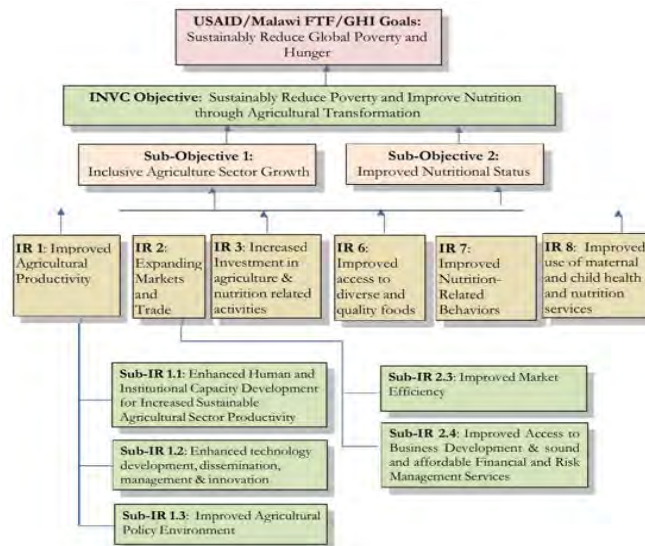 USAID/Malawi FTF/GHI Goals:
Sustainably Reduce Global Poverty and
Hunger
INVC Objective: Sustainably Reduce Poverty and Improve Nutrition
through Agricultural Transformation
Sub-Objective 1:
Inclusive Agriculture Sector Growth
Sub-Objective 2:
Improved Nutritional Status
IR 1: Improved
Agricultural
Productivity
IR 2:
Expanding
Markets
and
Trade
IR 3: Increased
Investment in
agriculture &
nutrition related
activities
IR 6:
Improved
access to
diverse and
quality foods
IR 7:
Improved
Nutrition-
Related
Behaviors
IR 8: Improved
use of maternal
and child health
and nutrition
services
Sub-IR 1.1: Enhanced Human and
Institutional Capacity Development
for Increased Sustainable
Agricultural Sector Productivity
Sub-IR 2.3: Improved Market
Efficiency
Sub-IR 1.2: Enhanced technology
development, dissemination,
management & innovation
Sub-IR 2.4: Improved Access to
Business Development & sound
and affordable Financial and Risk
Management Services
Sub-IR 1.3: Improved Agricultural
Policy Environment